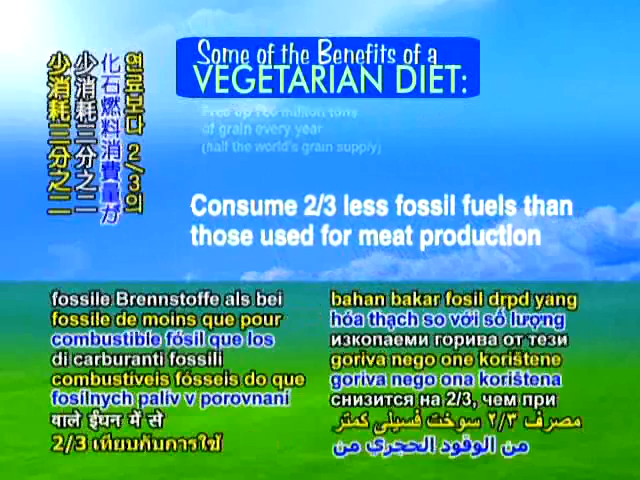 Some of the Benefits of a
VEGETARIAN DIET:
Free up 760 million tons
of grain every year
(half the world's grain supply)
Consume 2/3 less fossil fuels than
those used for meat production
연료보다 2/3의
化石燃料消費量が
少消耗三分之二
少消耗三分之二
fossile Brennstoffe als bei
fossile de moins que pour
combustible fósil que los
di carburanti fossili
combustíveis fósseis do que
fosílnych palív v porovnaní
वाले ईंधन में से
2/3 เทียบกับการใช้
bahan bakar fosil drpd yang
hóa thạch so với số lượng
изкопаеми горива от тези
goriva nego one korištene
goriva nego ona korištena
снизится на 2/3, чем при
مصرف ۲/۳ سوخت فسیلی کمتر
من الوقود الحجري من